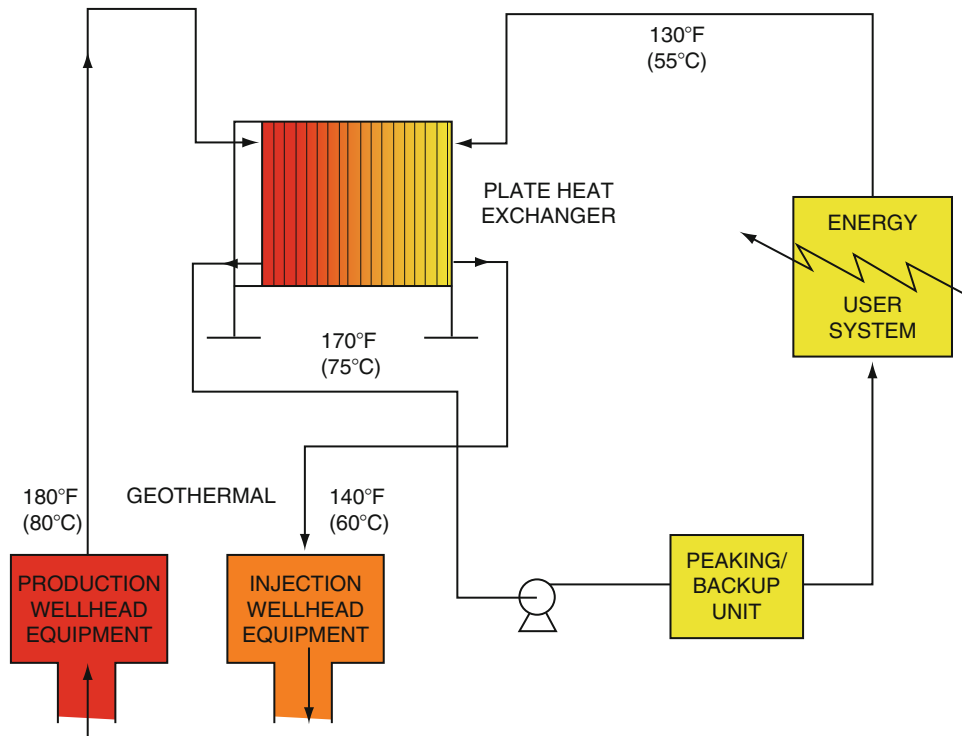 130°F
(55°C)
PLATE HEAT
EXCHANGER
ENERGY
USER
SYSTEM
170°F
(75°C)
180°F
(80°C)
GEOTHERMAL
140°F
(60°C)
PRODUCTION
WELLHEAD
EQUIPMENT
INJECTION
WELLHEAD
EQUIPMENT
PEAKING/
BACKUP
UNIT